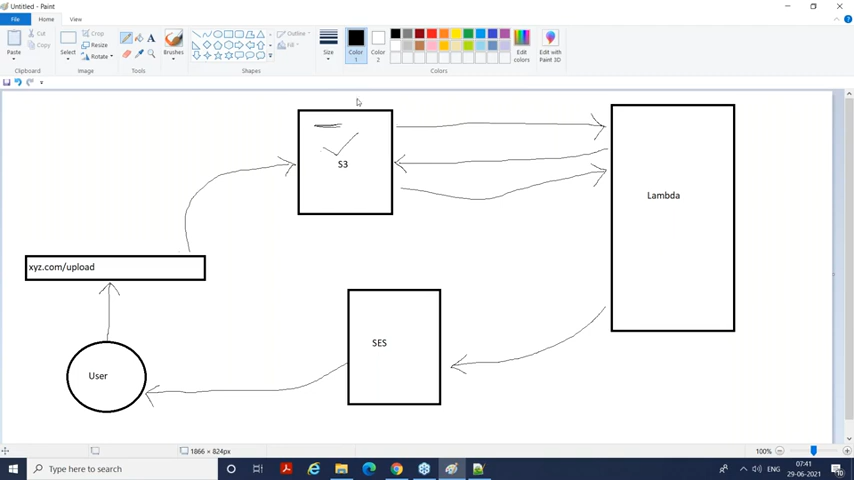 Untitled - Paint
File
Home
View
Paste
Cut
Copy
Clipboard
Select
Crop
Resize
Rotate
Image
Tools
Brushes
Shapes
Outline
Fill
Size
Color
1
Color
2
Colors
Edit
colors
Edit with
Paint 3D
S3
Lambda
xyz.com/upload
SES
User
1866 × 824px
100%
Type here to search
ENG
07:41
29-06-2021